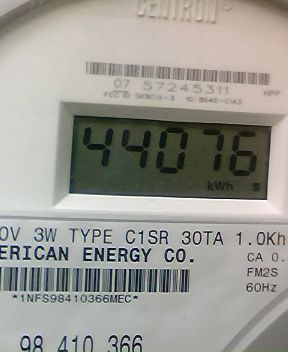 CENTRON
07 57245311
HPP
44076
kWh
0V 3W TYPE C1SR 30TA 1.0Kh
ERICAN ENERGY CO.
CA 0.
*1NFS98410366MEC*
FM2S
60Hz
98 410 366